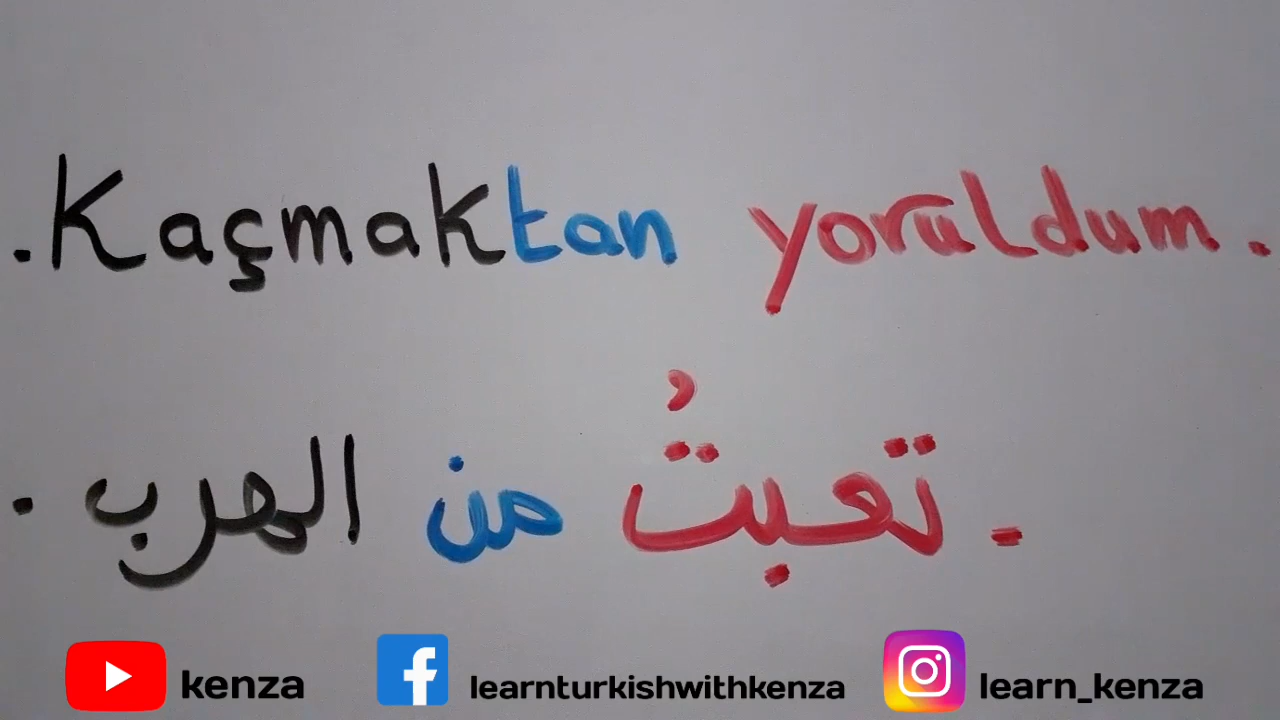 .Kaçmaktan yoruldum.
. تعبتُ من الهرب .
kenza learnturkishwithkenza learn_kenza